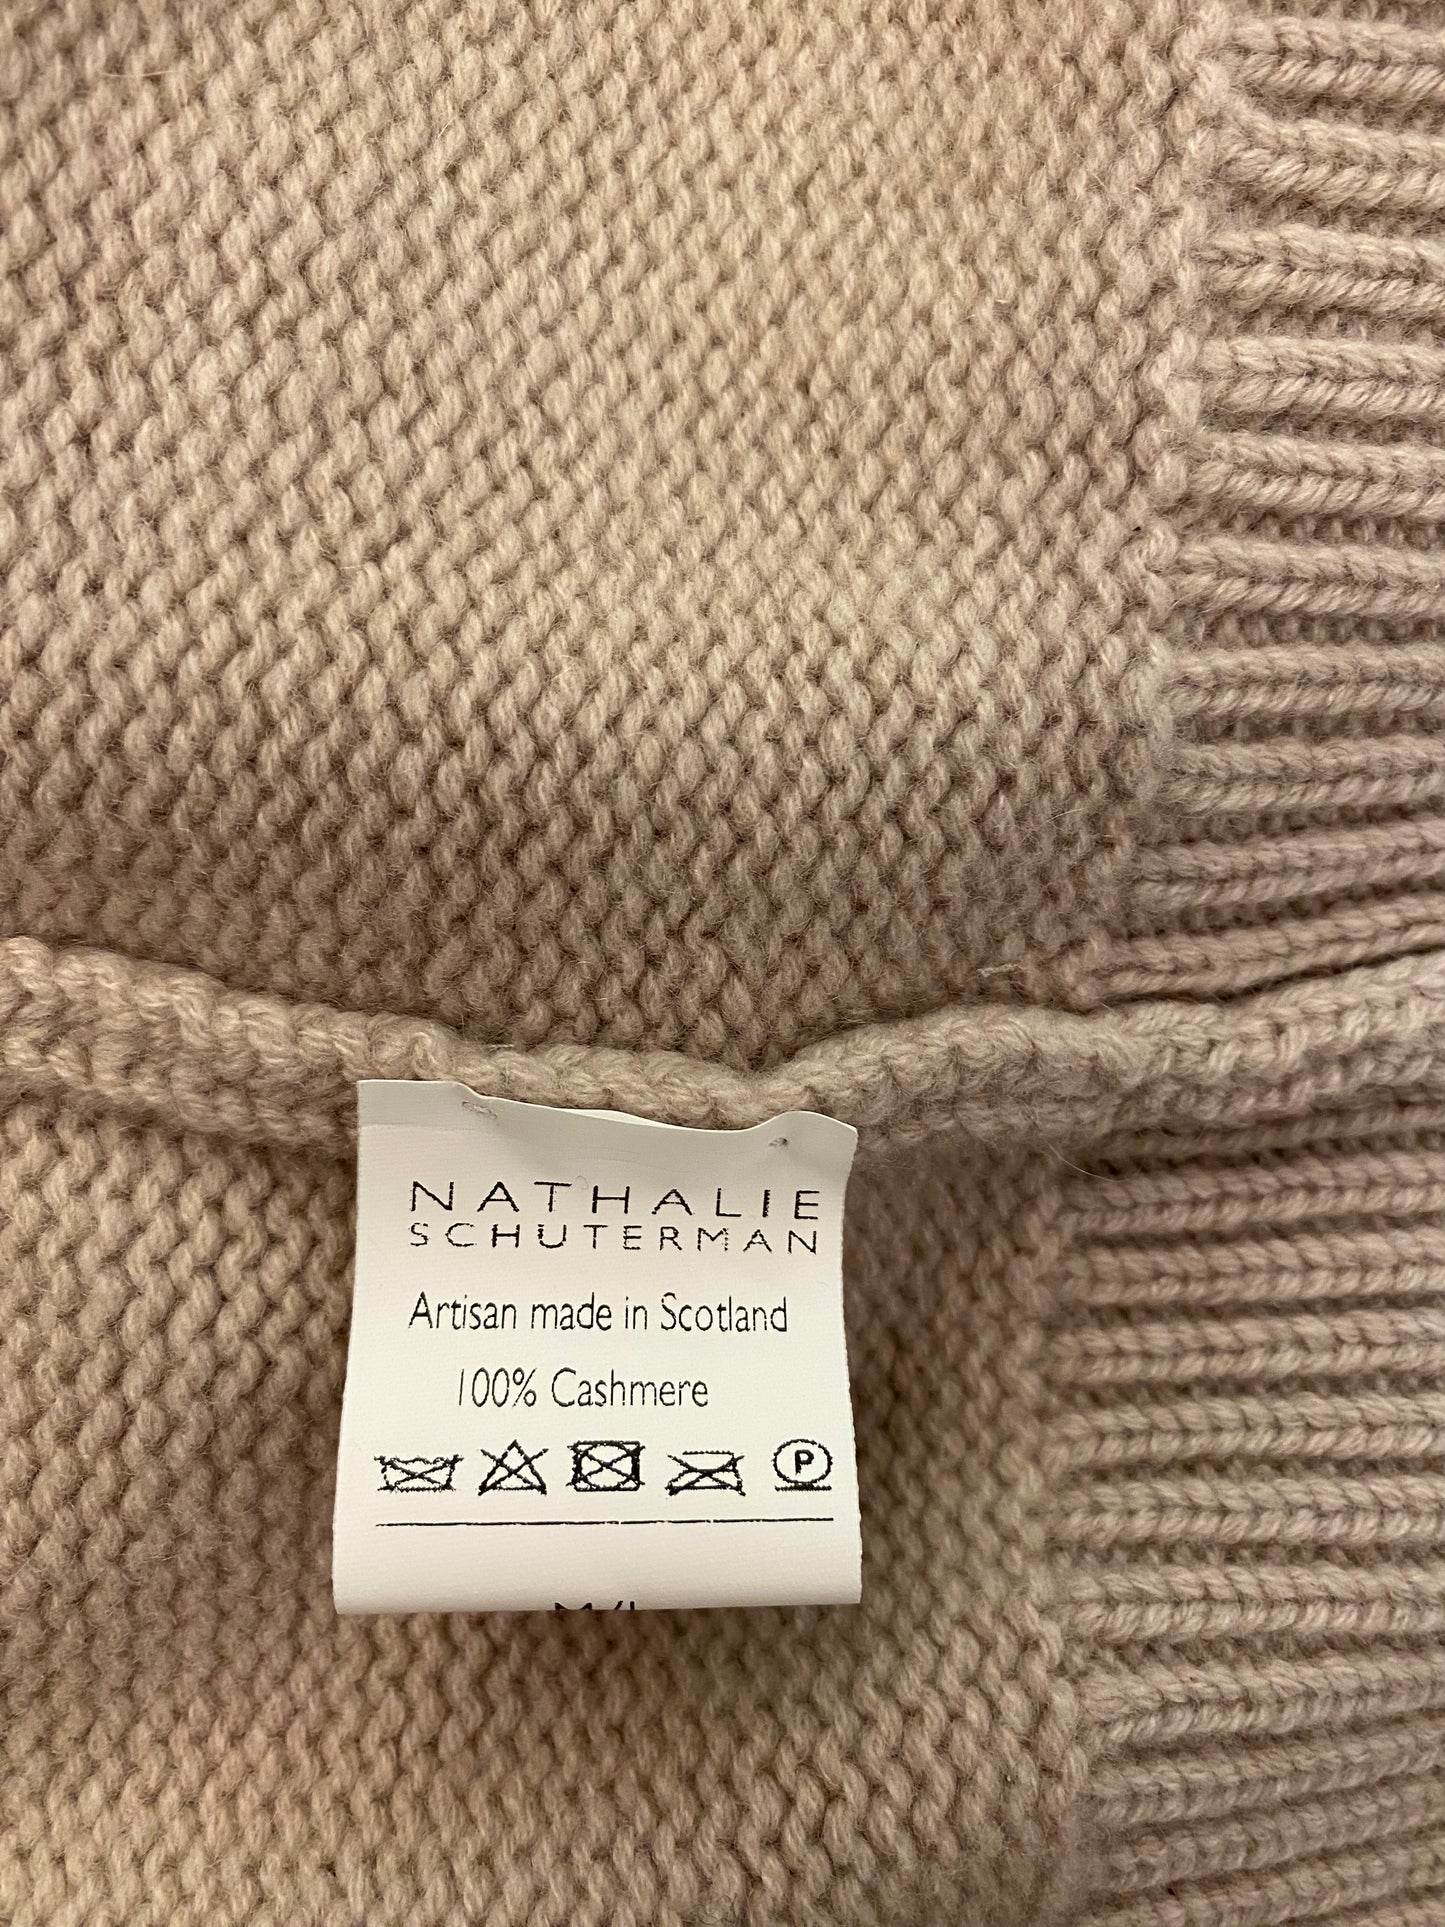 NATHALIE
SCHUTERMAN
Artisan made in Scotland
100% Cashmere
P
M/L